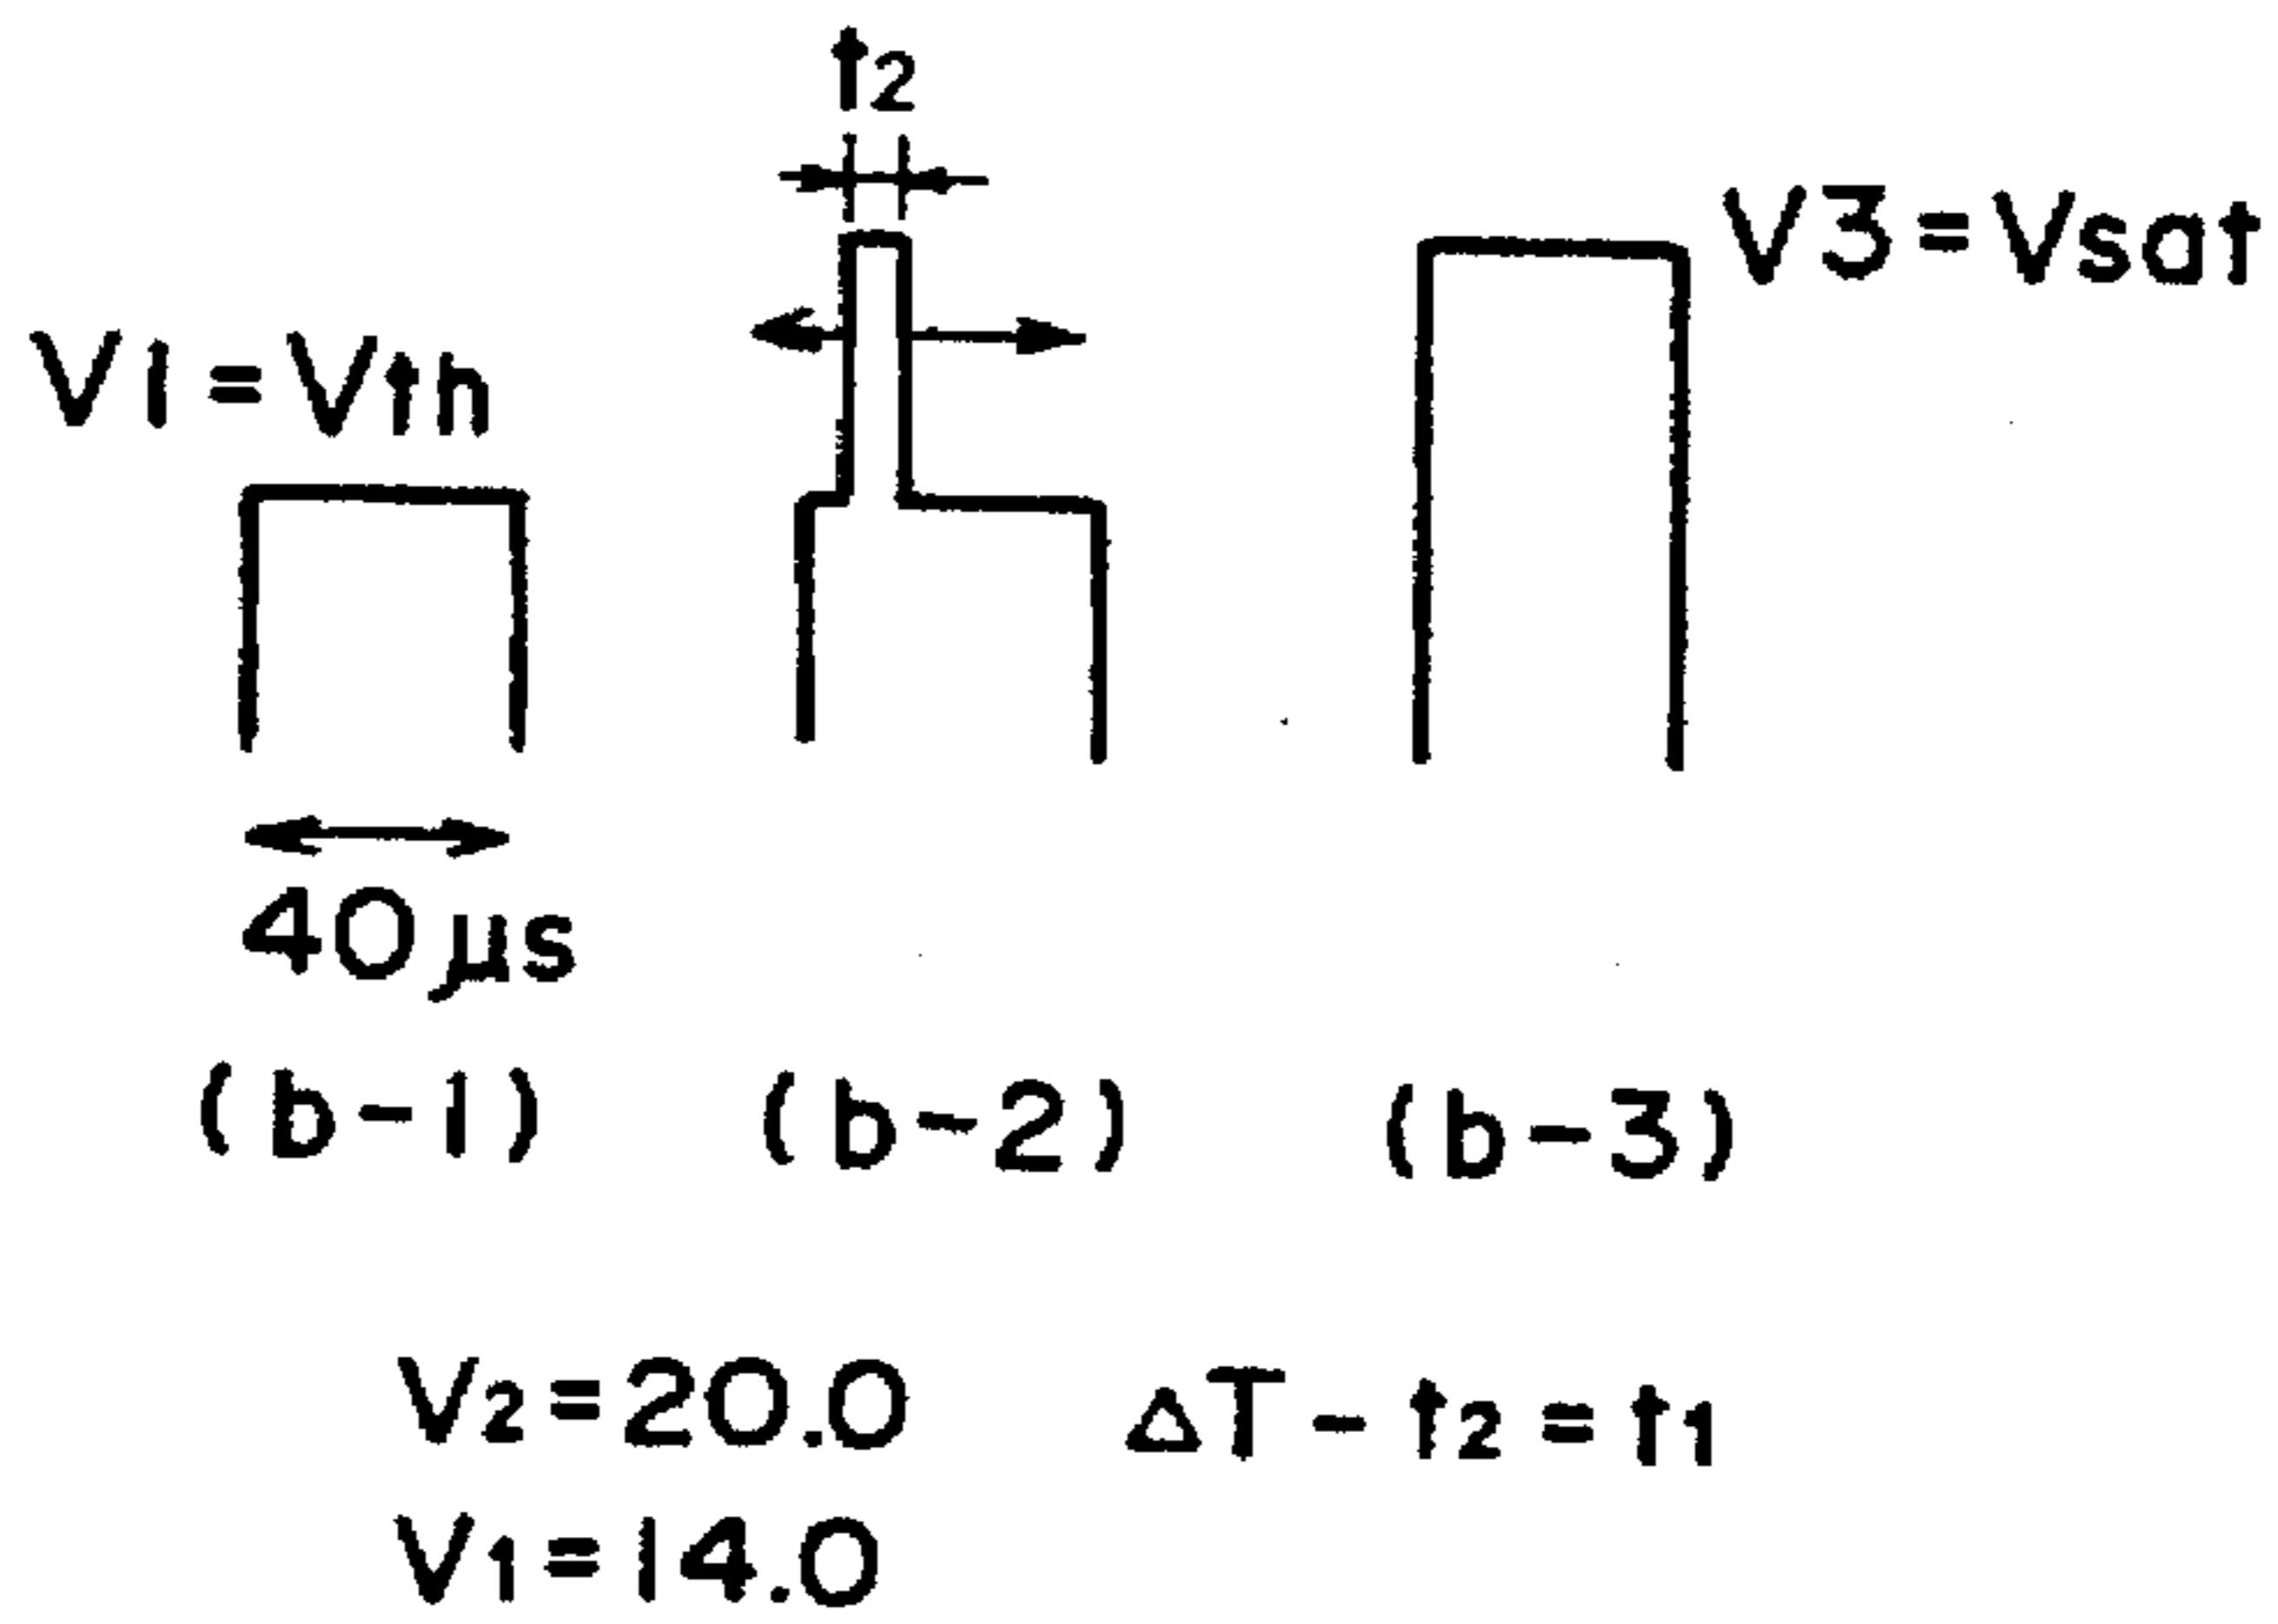 t2
V3=Vsat
V1=Vth
40μs
(b-1) (b-2) (b-3)
V2=20.0 ΔT-t2=t1
V1=14.0